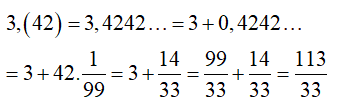 3,(42) = 3,4242… = 3 + 0,4242…
= 3 + 42.1/99 = 3 + 14/33 = 99/33 + 14/33 = 113/33